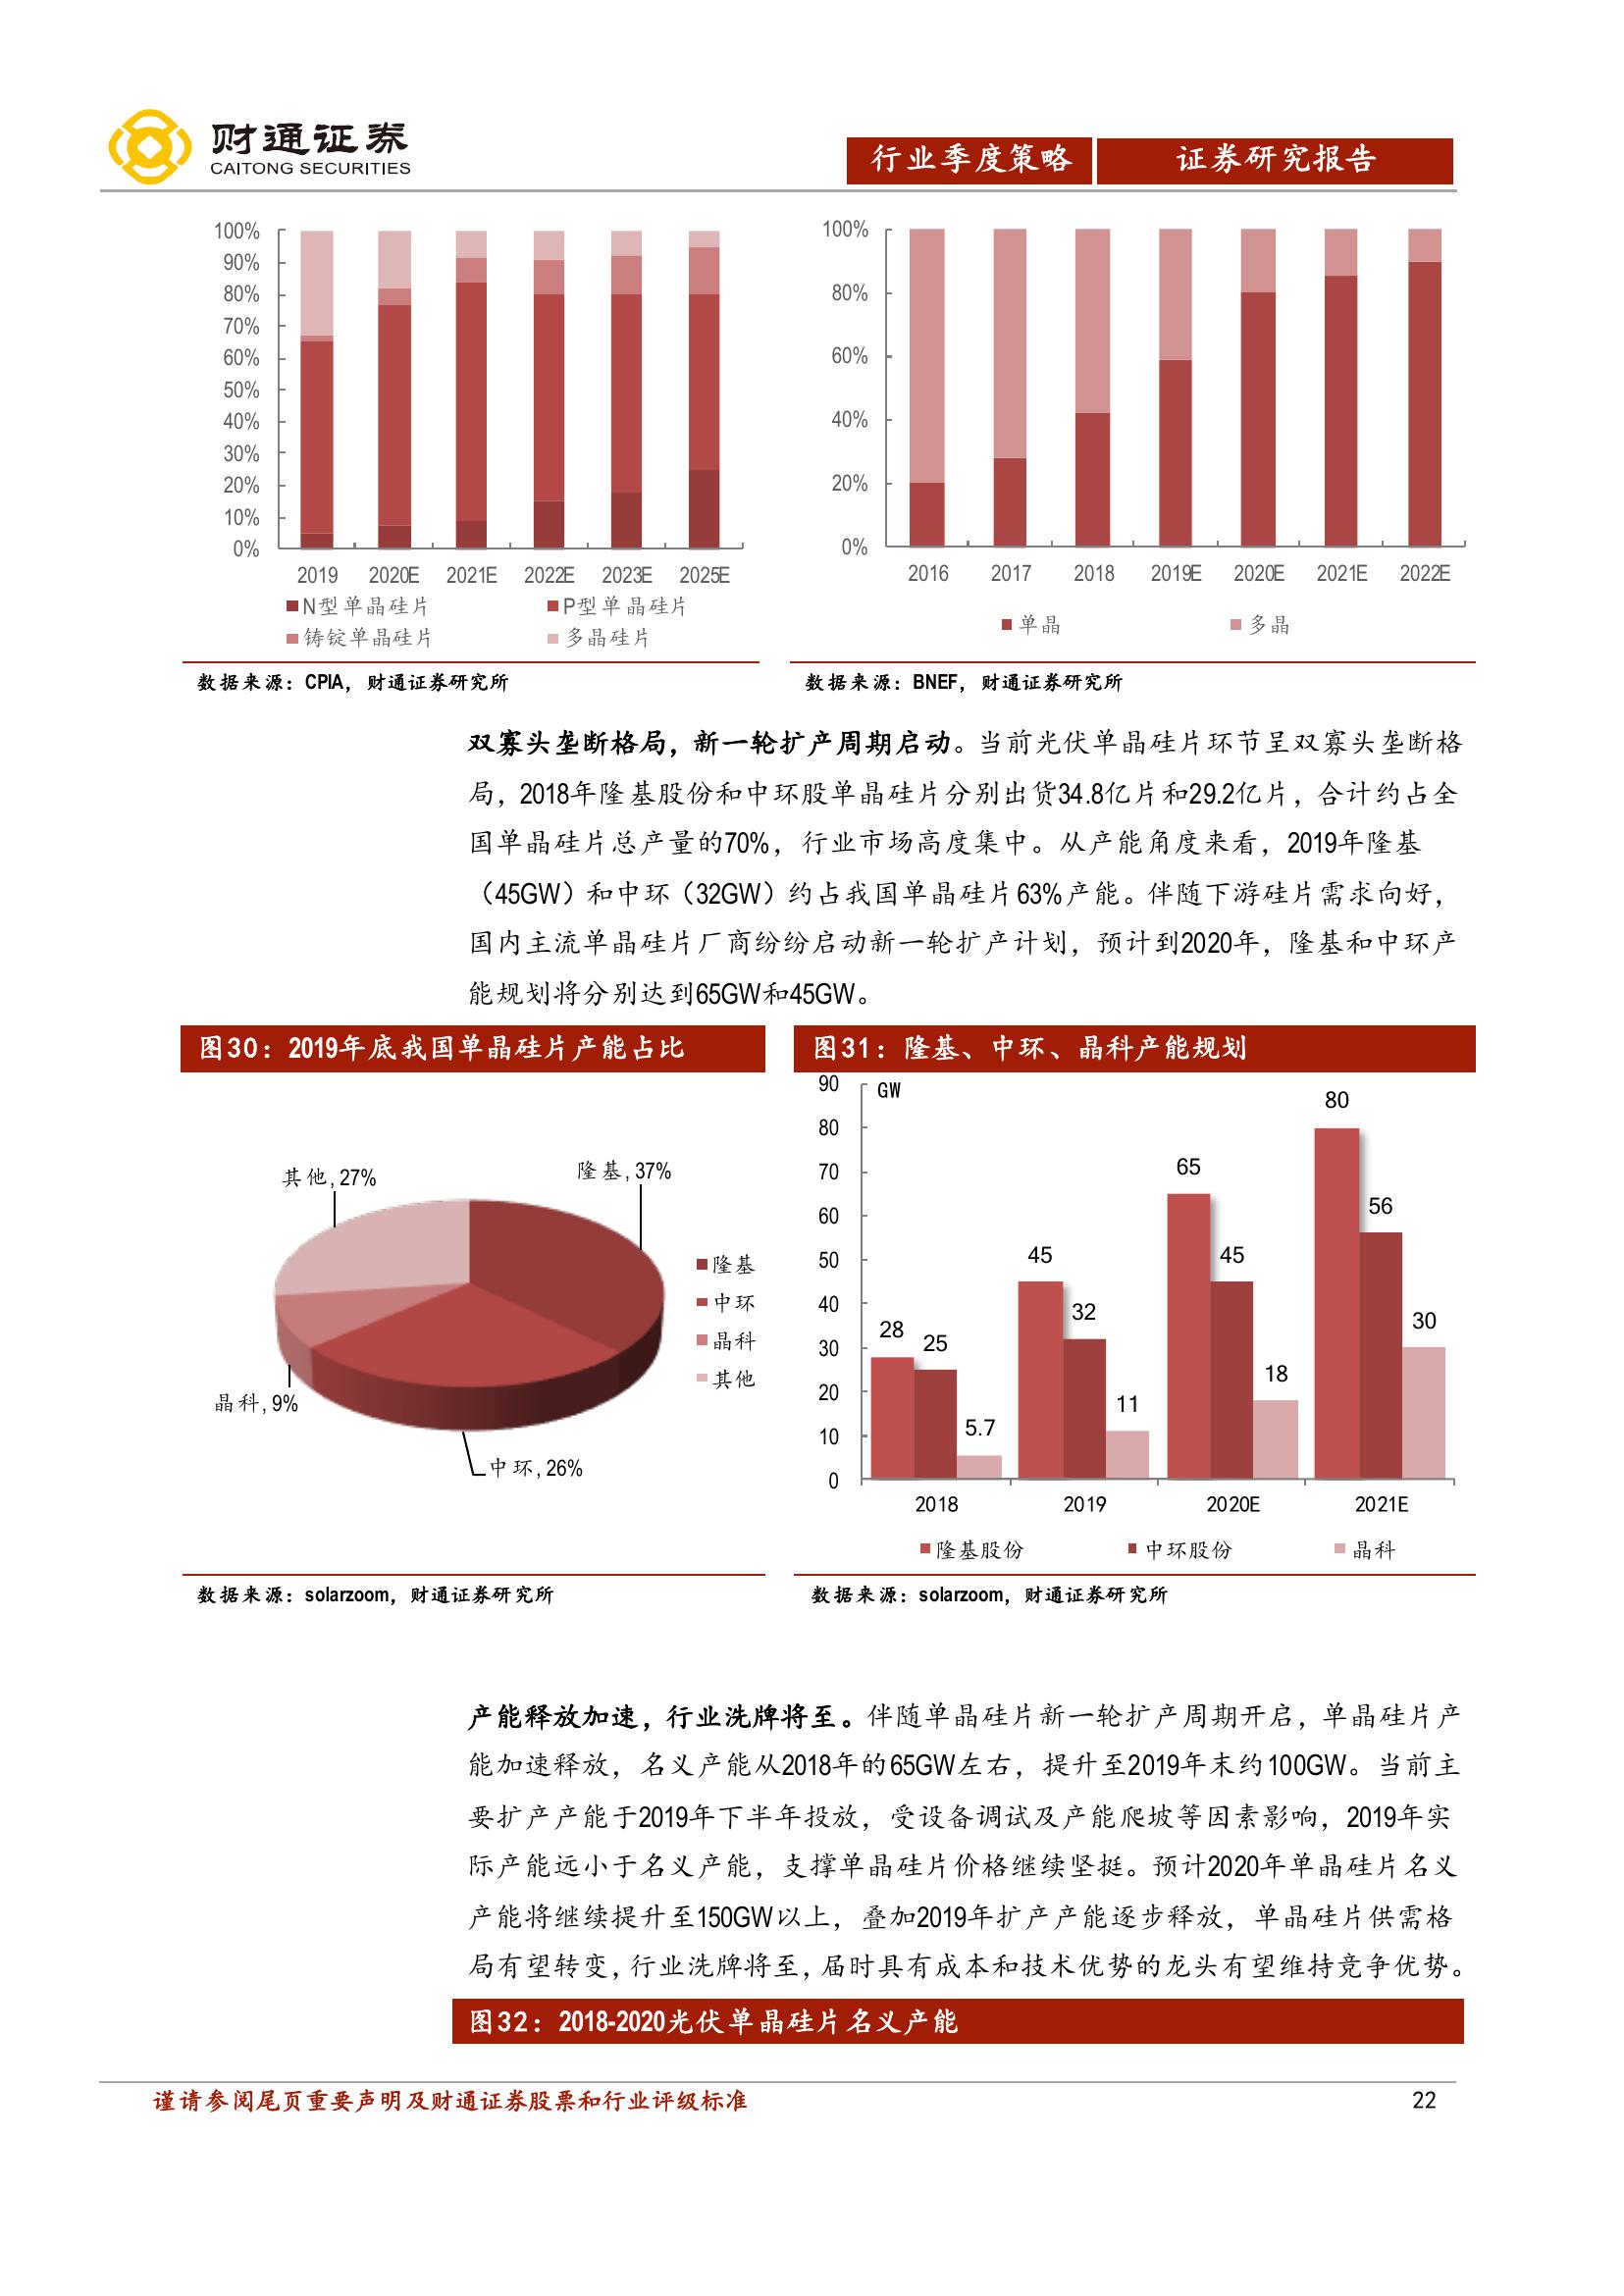 财通证券
CAITONG SECURITIES
行业季度策略 证券研究报告
100%
90%
80%
70%
60%
50%
40%
30%
20%
10%
0%
2019 2020E 2021E 2022E 2023E 2025E
N型单晶硅片 P型单晶硅片
铸锭单晶硅片 多晶硅片
100%
80%
60%
40%
20%
0%
2016 2017 2018 2019E 2020E 2021E 2022E
单晶 多晶
数据来源：CPIA，财通证券研究所
数据来源：BNEF，财通证券研究所
双寡头垄断格局，新一轮扩产周期启动。当前光伏单晶硅片环节呈双寡头垄断格
局，2018年隆基股份和中环股单晶硅片分别出货34.8亿片和29.2亿片，合计约占全
国单晶硅片总产量的70%，行业市场高度集中。从产能角度来看，2019年隆基
（45GW）和中环（32GW）约占我国单晶硅片63%产能。伴随下游硅片需求向好，
国内主流单晶硅片厂商纷纷启动新一轮扩产计划，预计到2020年，隆基和中环产
能规划将分别达到65GW和45GW。
图30：2019年底我国单晶硅片产能占比
其他, 27%
隆基, 37%
晶科, 9%
中环, 26%
隆基
中环
晶科
其他
图31：隆基、中环、晶科产能规划
GW
90
80
70
60
50
40
30
20
10
0
28 25 5.7
45 32 11
65 45 18
80 56 30
2018 2019 2020E 2021E
隆基股份 中环股份 晶科
数据来源：solarzoom，财通证券研究所
数据来源：solarzoom，财通证券研究所
产能释放加速，行业洗牌将至。伴随单晶硅片新一轮扩产周期开启，单晶硅片产
能加速释放，名义产能从2018年的65GW左右，提升至2019年末约100GW。当前主
要扩产产能于2019年下半年投放，受设备调试及产能爬坡等因素影响，2019年实
际产能远小于名义产能，支撑单晶硅片价格继续坚挺。预计2020年单晶硅片名义
产能将继续提升至150GW以上，叠加2019年扩产产能逐步释放，单晶硅片供需格
局有望转变，行业洗牌将至，届时具有成本和技术优势的龙头有望维持竞争优势。
图32：2018-2020光伏单晶硅片名义产能
谨请参阅尾页重要声明及财通证券股票和行业评级标准 22